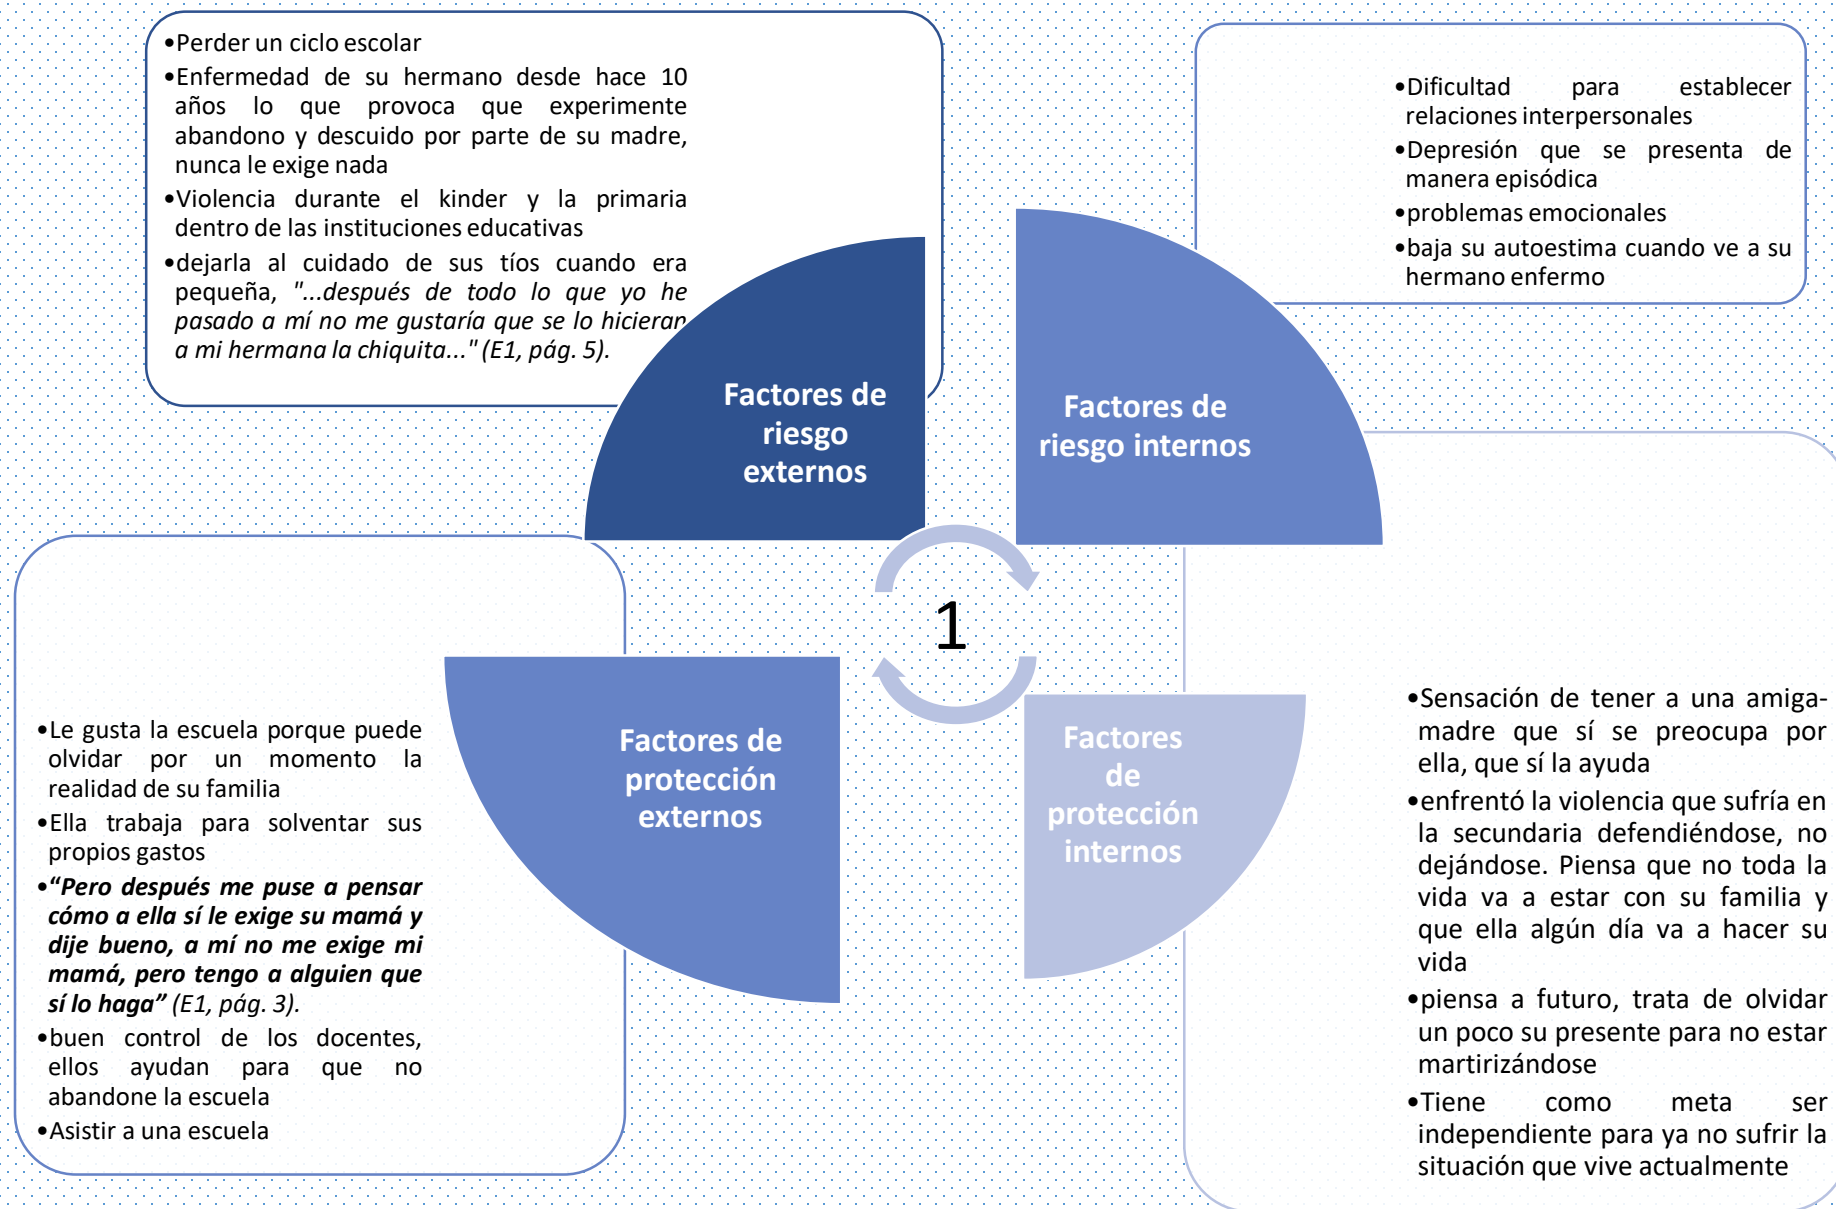 •Perder un ciclo escolar
•Enfermedad de su hermano desde hace 10
años lo que provoca que experimente
abandono y descuido por parte de su madre,
nunca le exige nada
•Violencia durante el kinder y la primaria
dentro de las instituciones educativas
•dejarla al cuidado de sus tíos cuando era
pequeña, "...después de todo lo que yo he
pasado a mí no me gustaría que se lo hicieran
a mi hermana la chiquita..." (E1, pág. 5).
Factores de
riesgo
externos
•Dificultad para establecer
relaciones interpersonales
•Depresión que se presenta de
manera episódica
•problemas emocionales
•baja su autoestima cuando ve a su
hermano enfermo
Factores de
riesgo internos
1
•Le gusta la escuela porque puede
olvidar por un momento la
realidad de su familia
•Ella trabaja para solventar sus
propios gastos
•“Pero después me puse a pensar
cómo a ella sí le exige su mamá y
dije bueno, a mí no me exige mi
mamá, pero tengo a alguien que
sí lo haga” (E1, pág. 3).
•buen control de los docentes,
ellos ayudan para que no
abandone la escuela
•Asistir a una escuela
Factores de
protección
externos
Factores
de
protección
internos
•Sensación de tener a una amiga-
madre que sí se preocupa por
ella, que sí la ayuda
•enfrentó la violencia que sufría en
la secundaria defendiéndose, no
dejándose. Piensa que no toda la
vida va a estar con su familia y
que ella algún día va a hacer su
vida
•piensa a futuro, trata de olvidar
un poco su presente para no estar
martirizándose
•Tiene como meta ser
independiente para ya no sufrir la
situación que vive actualmente